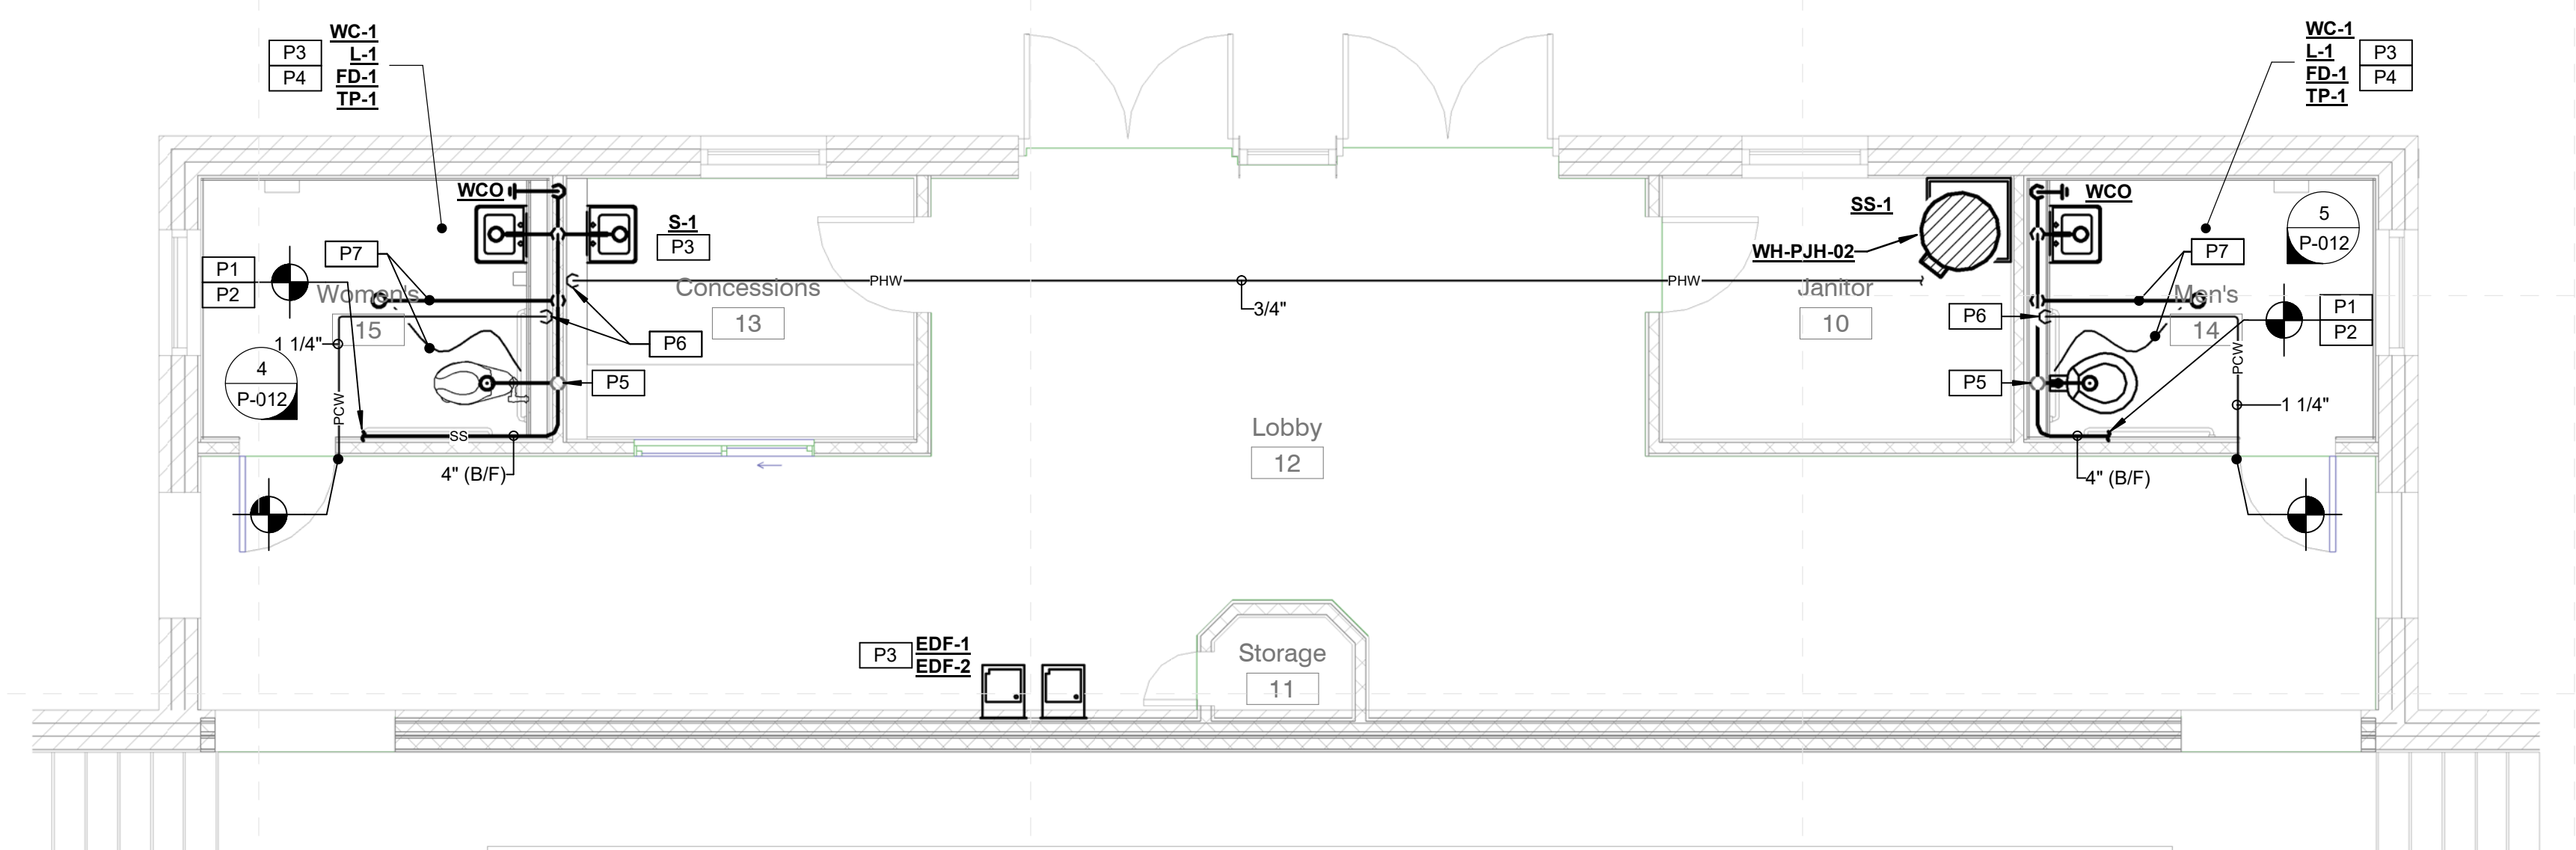 WC-1
L-1
FD-1
TP-1
P3
P4
WC-1
L-1
FD-1
TP-1
P3
P4
WCO
S-1
P3
SS-1
WH-PJH-02
WCO
5
P-012
P7
P1
P2
Women's
15
Concessions
13
PHW
3/4"
PHW
Janitor
10
P7
Men's
14
P1
P2
P6
P6
1 1/4"
4
P-012
PCW
P5
P5
PCW
1 1/4"
SS
4" (B/F)
Lobby
12
4" (B/F)
P3
EDF-1
EDF-2
Storage
11